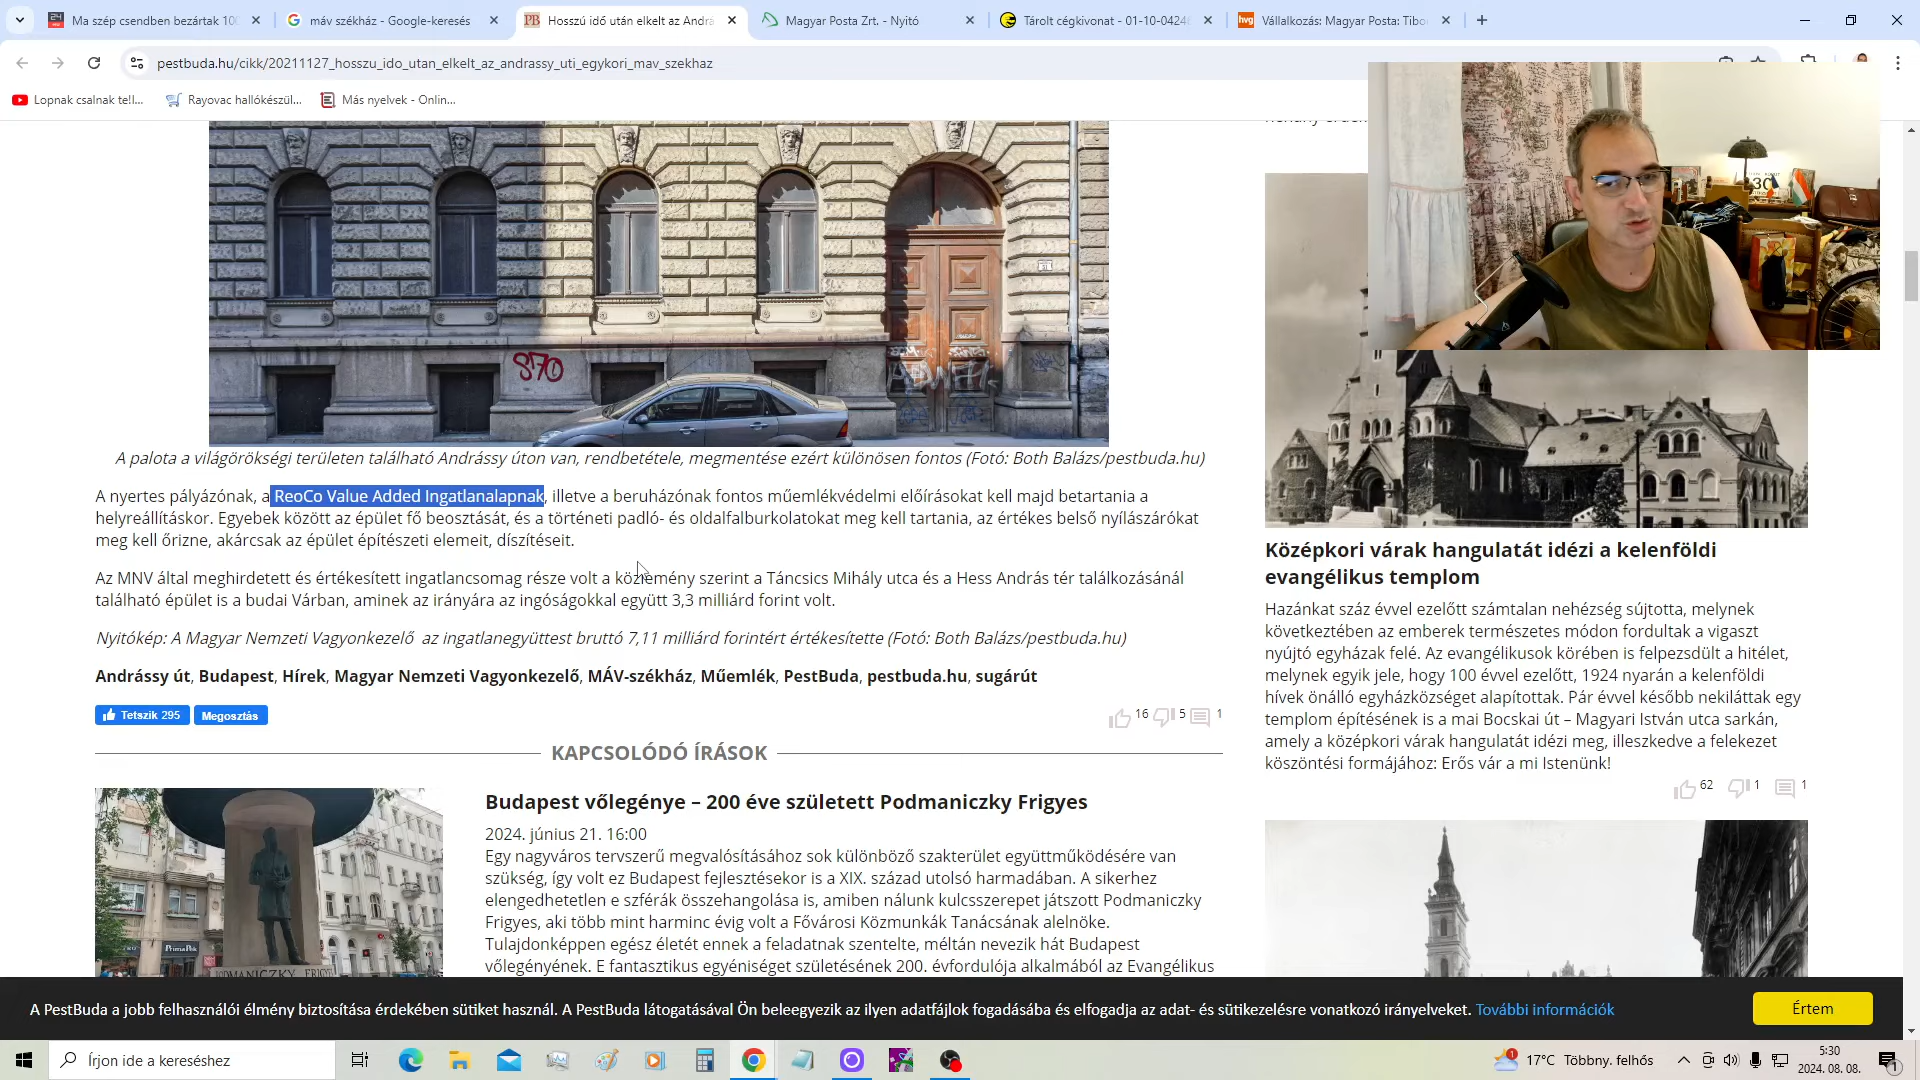 Ma szép csendben bezártak 100
máv székház - Google-keresés
Hosszú idő után elkelt az Andrá
Magyar Posta Zrt. - Nyitó
Tárolt cégkivonat - 01-10-0424
Vállalkozás: Magyar Posta: Tibo
pestbuda.hu/cikk/20211127_hosszu_ido_utan_elkelt_az_andrassy_uti_egykori_mav_szekhaz
Lopnak csalnak te!l...
Rayovac hallókészül...
Más nyelvek - Onlin...
A palota a világörökségi területen található Andrássy úton van, rendbetétele, megmentése ezért különösen fontos (Fotó: Both Balázs/pestbuda.hu)
A nyertes pályázónak, a ReoCo Value Added Ingatlanalapnak, illetve a beruházónak fontos műemlékvédelmi előírásokat kell majd betartania a
helyreállításkor. Egyebek között az épület fő beosztását, és a történeti padló- és oldalfalburkolatokat meg kell tartania, az értékes belső nyílászárókat
meg kell őrizne, akárcsak az épület építészeti elemeit, díszítéseit.
Az MNV által meghirdetett és értékesített ingatlancsomag része volt a közlemény szerint a Táncsics Mihály utca és a Hess András tér találkozásánál
található épület is a budai Várban, aminek az irányára az ingóságokkal együtt 3,3 milliárd forint volt.
Nyitókép: A Magyar Nemzeti Vagyonkezelő az ingatlanegyüttest bruttó 7,11 milliárd forintért értékesítette (Fotó: Both Balázs/pestbuda.hu)
Andrássy út, Budapest, Hírek, Magyar Nemzeti Vagyonkezelő, MÁV-székház, Műemlék, PestBuda, pestbuda.hu, sugárút
Tetszik 295
Megosztás
16 5 1
KAPCSOLÓDÓ ÍRÁSOK
Budapest vőlegénye – 200 éve született Podmaniczky Frigyes
2024. június 21. 16:00
Egy nagyváros tervszerű megvalósításához sok különböző szakterület együttműködésére van
szükség, így volt ez Budapest fejlesztésekor is a XIX. század utolsó harmadában. A sikerhez
elengedhetetlen e szférák összehangolása is, amiben nálunk kulcsszerepet játszott Podmaniczky
Frigyes, aki több mint harminc évig volt a Fővárosi Közmunkák Tanácsának alelnöke.
Tulajdonképpen egész életét ennek a feladatnak szentelte, méltán nevezik hát Budapest
vőlegényének. E fantasztikus egyéniséget születésének 200. évfordulója alkalmából az Evangélikus
Középkori várak hangulatát idézi a kelenföldi
evangélikus templom
Hazánkat száz évvel ezelőtt számtalan nehézség sújtotta, melynek
következtében az emberek természetes módon fordultak a vigaszt
nyújtó egyházak felé. Az evangélikusok körében is felpezsdült a hitélet,
melynek egyik jele, hogy 100 évvel ezelőtt, 1924 nyarán a kelenföldi
hívek önálló egyházközséget alapítottak. Pár évvel később nekiláttak egy
templom építésének is a mai Bocskai út – Magyari István utca sarkán,
amely a középkori várak hangulatát idézi meg, illeszkedve a felekezet
köszöntési formájához: Erős vár a mi Istenünk!
62 1 1
A PestBuda a jobb felhasználói élmény biztosítása érdekében sütiket használ. A PestBuda látogatásával Ön beleegyezik az ilyen adatfájlok fogadásába és elfogadja az adat- és sütikezelésre vonatkozó irányelveket. További információk
Értem
Írjon ide a kereséshez
17°C Többny. felhős
5:30
2024. 08. 08.